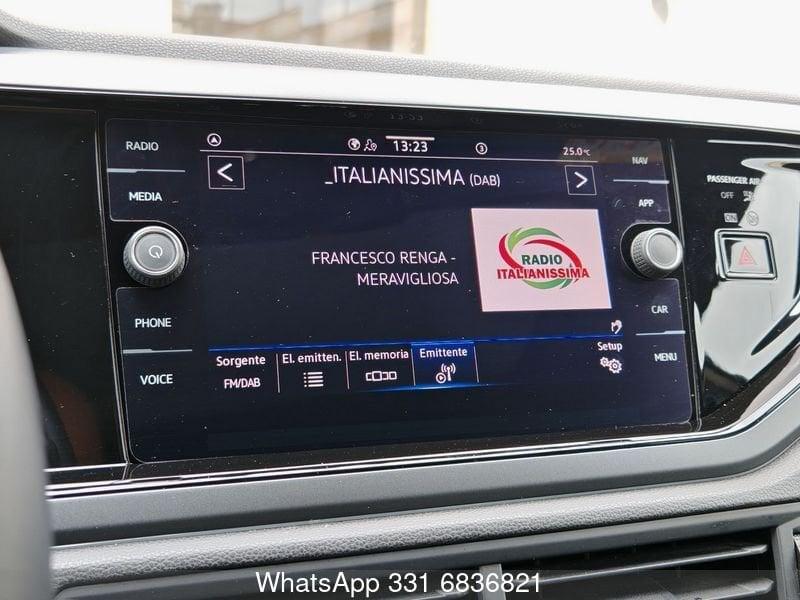 RADIO
MEDIA
PHONE
VOICE
13:23
3
25.0°C
_ITALIANISSIMA (DAB)
FRANCESCO RENGA -
MERAVIGLIOSA
RADIO
ITALIANISSIMA
Sorgente
FM/DAB
El. emitten.
El. memoria
Emittente
Setup
NAV
APP
CAR
MENU
PASSENGER AIR
OFF
ON
WhatsApp 331 6836821